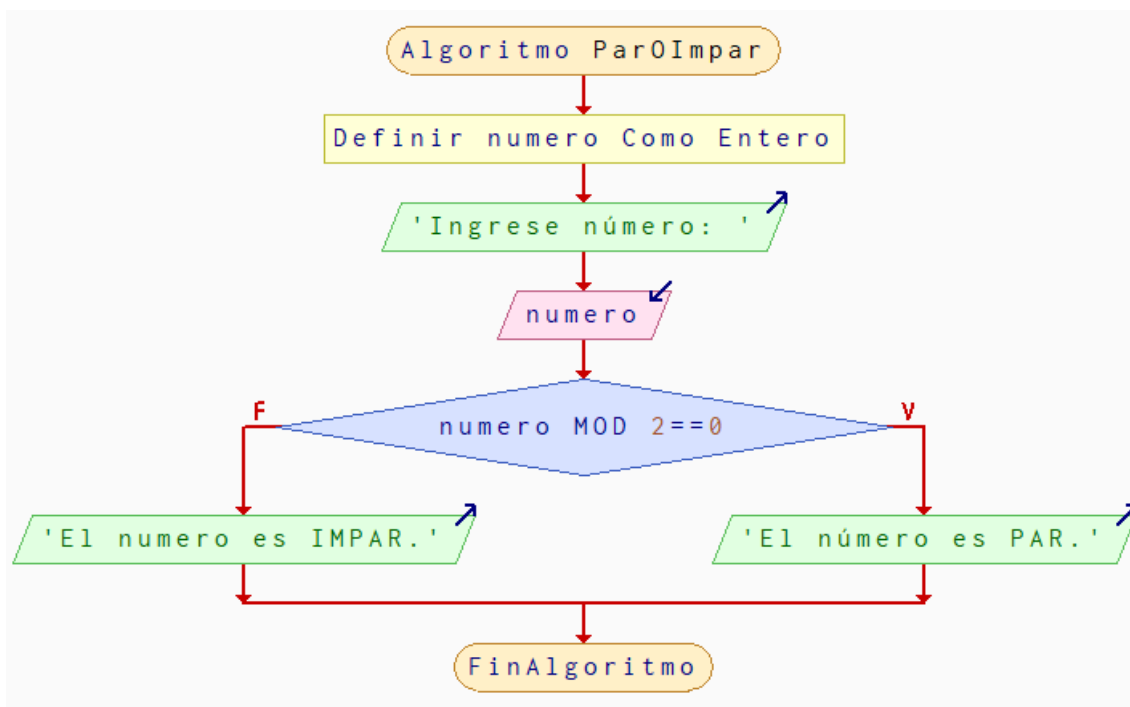 Algoritmo ParOImpar
Definir numero Como Entero
'Ingrese número: '
numero
F
V
numero MOD 2==0
'El numero es IMPAR.'
'El número es PAR.'
FinAlgoritmo